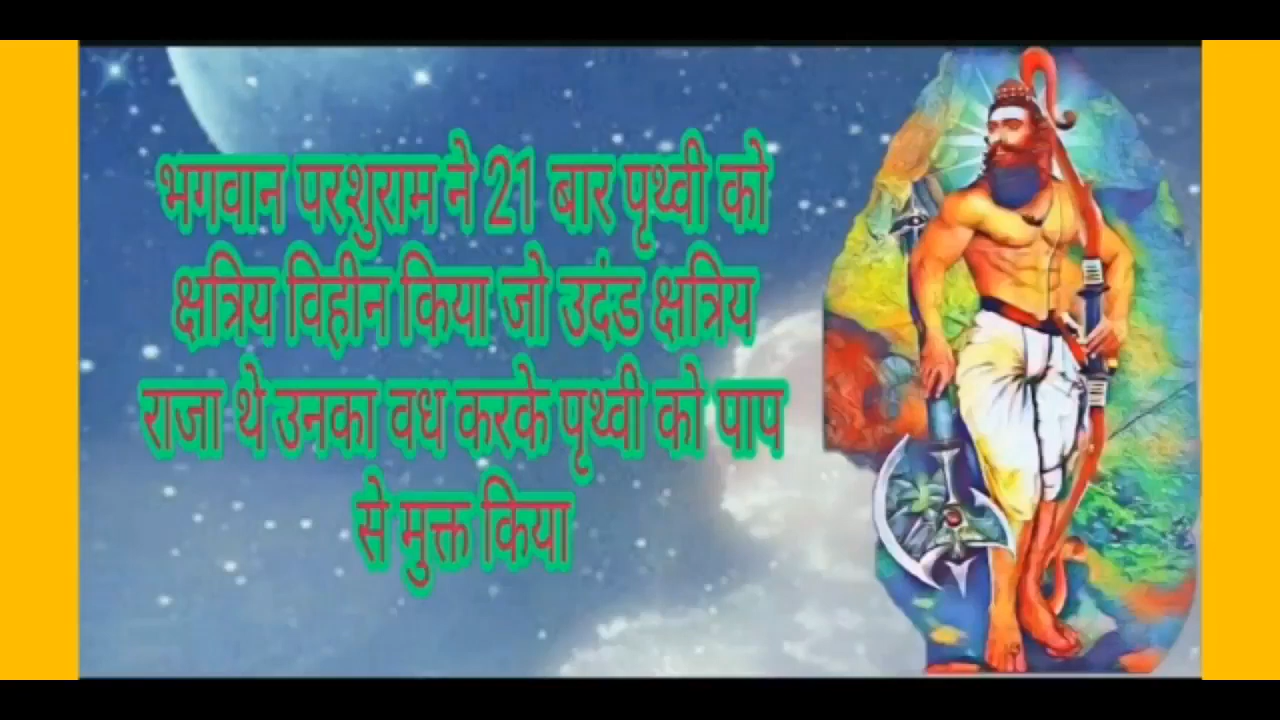 भगवान परशुराम ने 21 बार पृथ्वी को
क्षत्रिय विहीन किया जो उदंड क्षत्रिय
राजा थे उनका वध करके पृथ्वी को पाप
से मुक्त किया